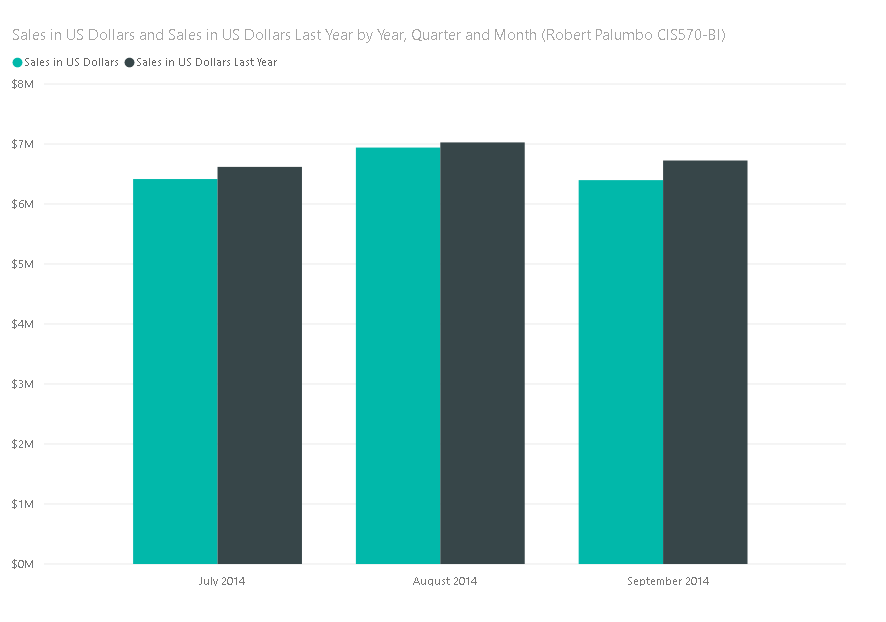 Sales in US Dollars and Sales in US Dollars Last Year by Year, Quarter and Month (Robert Palumbo CIS570-BI)
Sales in US Dollars Sales in US Dollars Last Year
$8M
$7M
$6M
$5M
$4M
$3M
$2M
$1M
$0M
July 2014 August 2014 September 2014